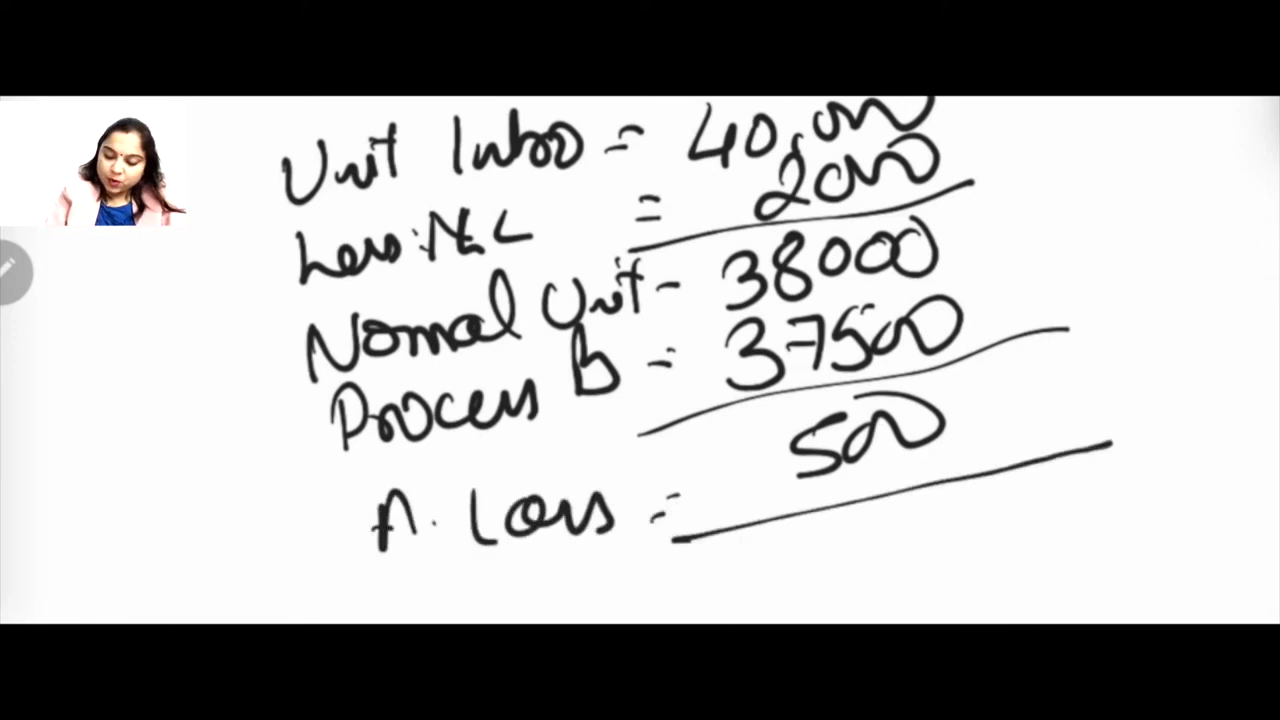 Unit Intro = 40,000
Less: N.L = 2000
Normal Unit - 38000
Process B = 37500
A. Loss = 500